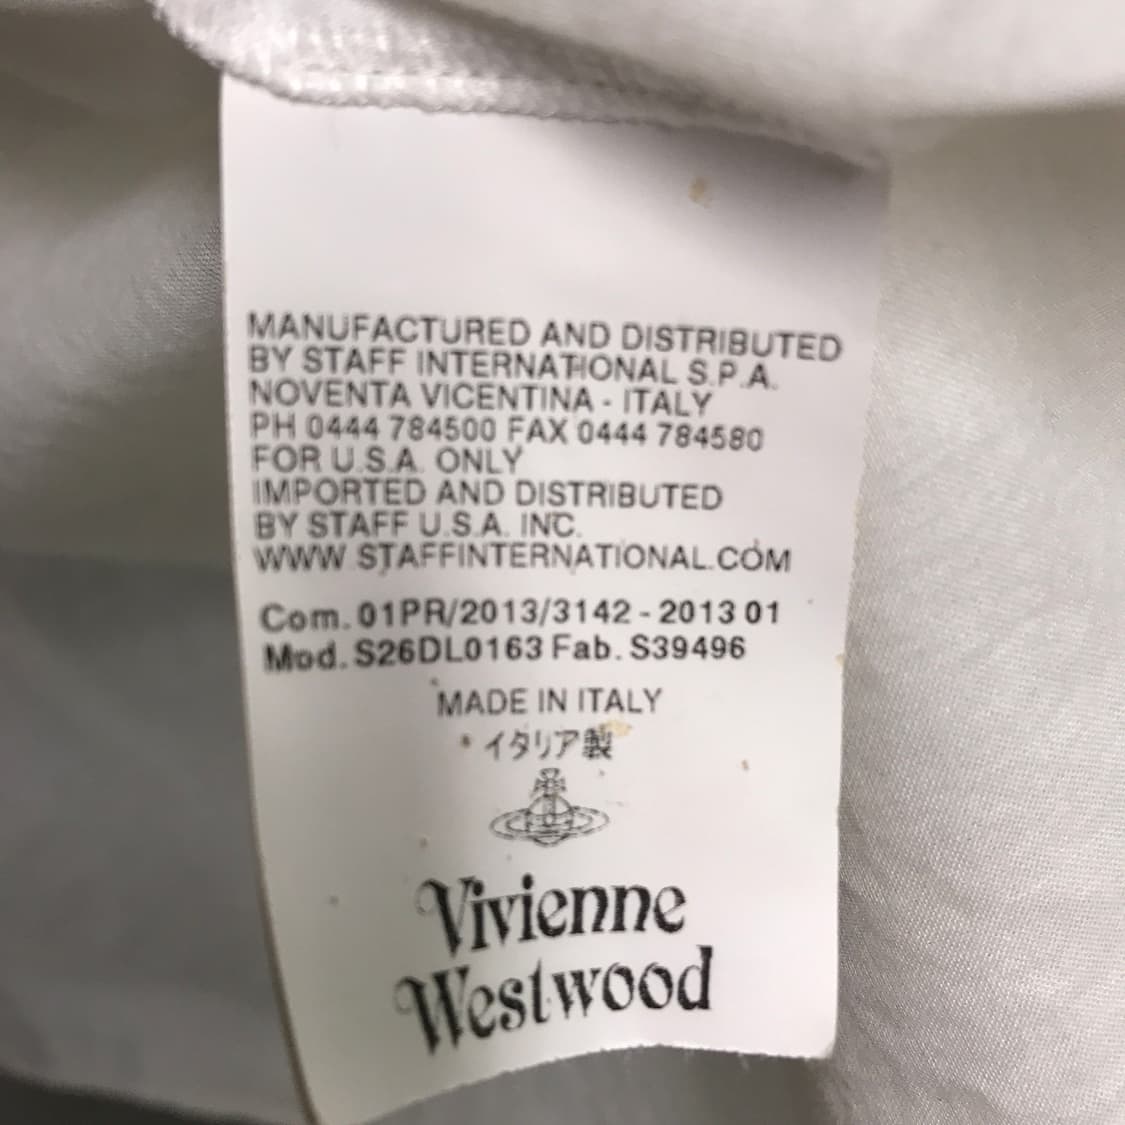 MANUFACTURED AND DISTRIBUTED
BY STAFF INTERNATIONAL S.P.A.
NOVENTA VICENTINA - ITALY
PH 0444 784500 FAX 0444 784580
FOR U.S.A. ONLY
IMPORTED AND DISTRIBUTED
BY STAFF U.S.A. INC.
WWW.STAFFINTERNATIONAL.COM
Com. 01PR/2013/3142 - 2013 01
Mod. S26DL0163 Fab. S39496
MADE IN ITALY
イタリア製
Vivienne
Westwood